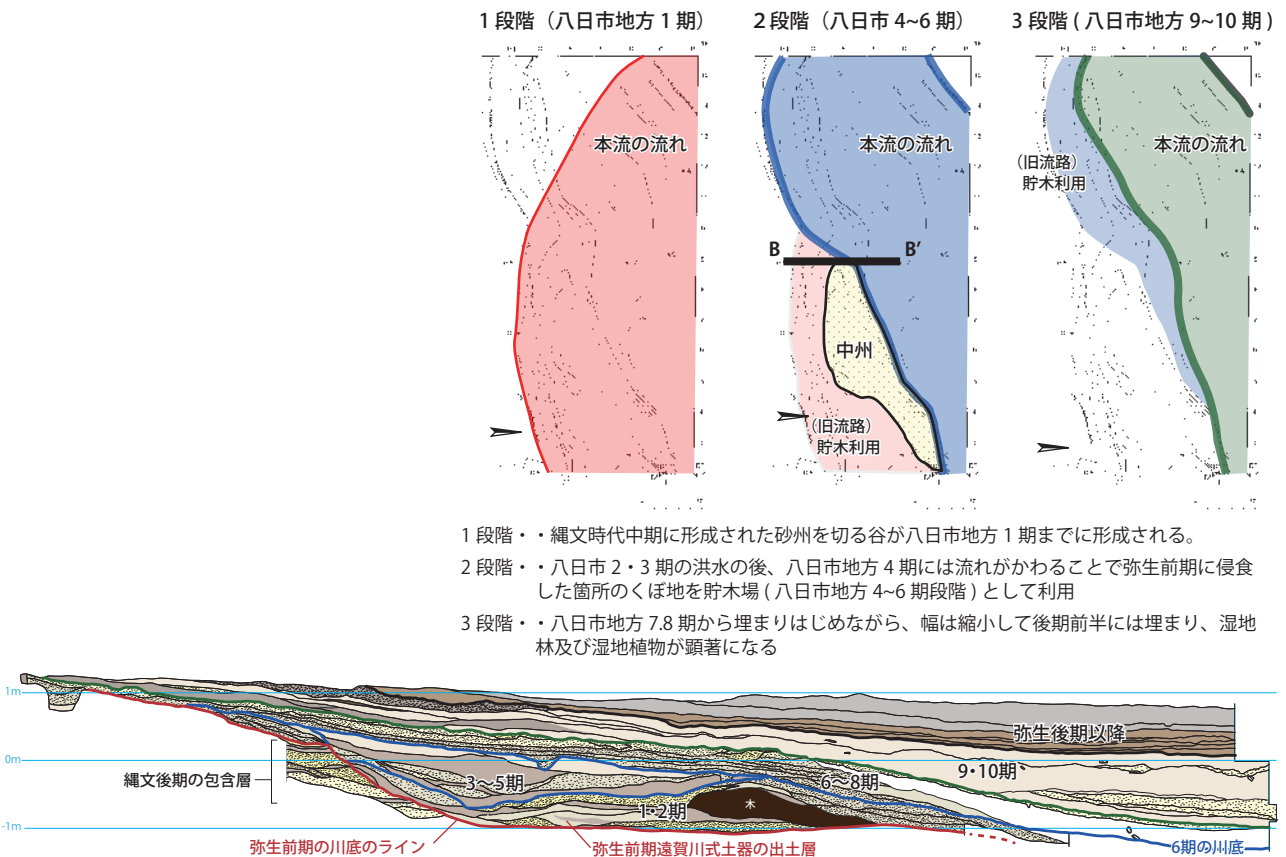 1 段階（八日市地方 1 期）
2 段階（八日市 4~6 期）
3 段階 ( 八日市地方 9~10 期 )
本流の流れ
本流の流れ
B
B’
中州
（旧流路）
貯木利用
本流の流れ
（旧流路）
貯木利用
1 段階・・縄文時代中期に形成された砂州を切る谷が八日市地方 1 期までに形成される。
2 段階・・八日市 2・3 期の洪水の後、八日市地方 4 期には流れがかわることで弥生前期に侵食
した箇所のくぼ地を貯木場 ( 八日市地方 4~6 期段階 ) として利用
3 段階・・八日市地方 7.8 期から埋まりはじめながら、幅は縮小して後期前半には埋まり、湿地
林及び湿地植物が顕著になる
1m
0m
-1m
縄文後期の包含層
3～5期
1・2期
木
6～8期
9・10期
弥生後期以降
弥生前期の川底のライン
弥生前期遠賀川式土器の出土層
6期の川底